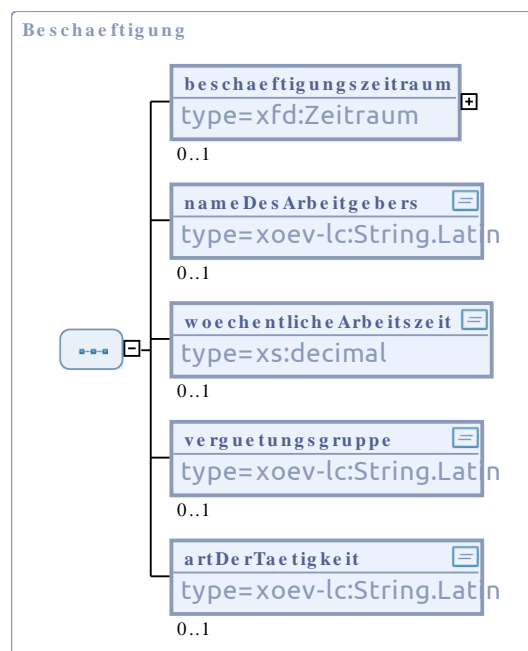 Beschaeftigung
beschaeftigungszeitraum
type=xfd:Zeitraum
0..1
nameDesArbeitgebers
type=xoev-lc:String.Latin
0..1
woechentlicheArbeitszeit
type=xs:decimal
0..1
verguetungsgruppe
type=xoev-lc:String.Latin
0..1
artDerTaetigkeit
type=xoev-lc:String.Latin
0..1